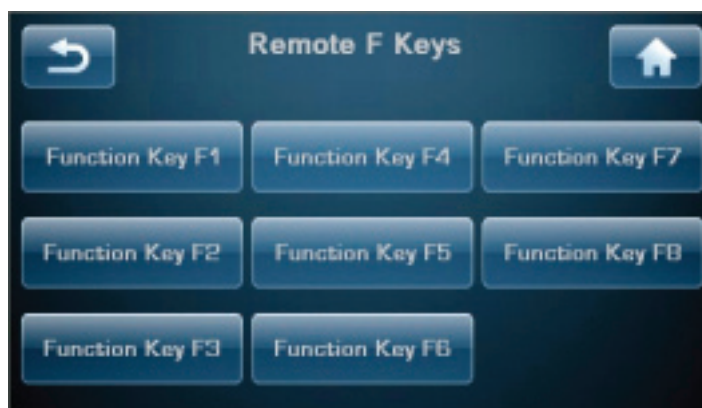 Remote F Keys
Function Key F1 Function Key F4 Function Key F7
Function Key F2 Function Key F5 Function Key F8
Function Key F3 Function Key F6